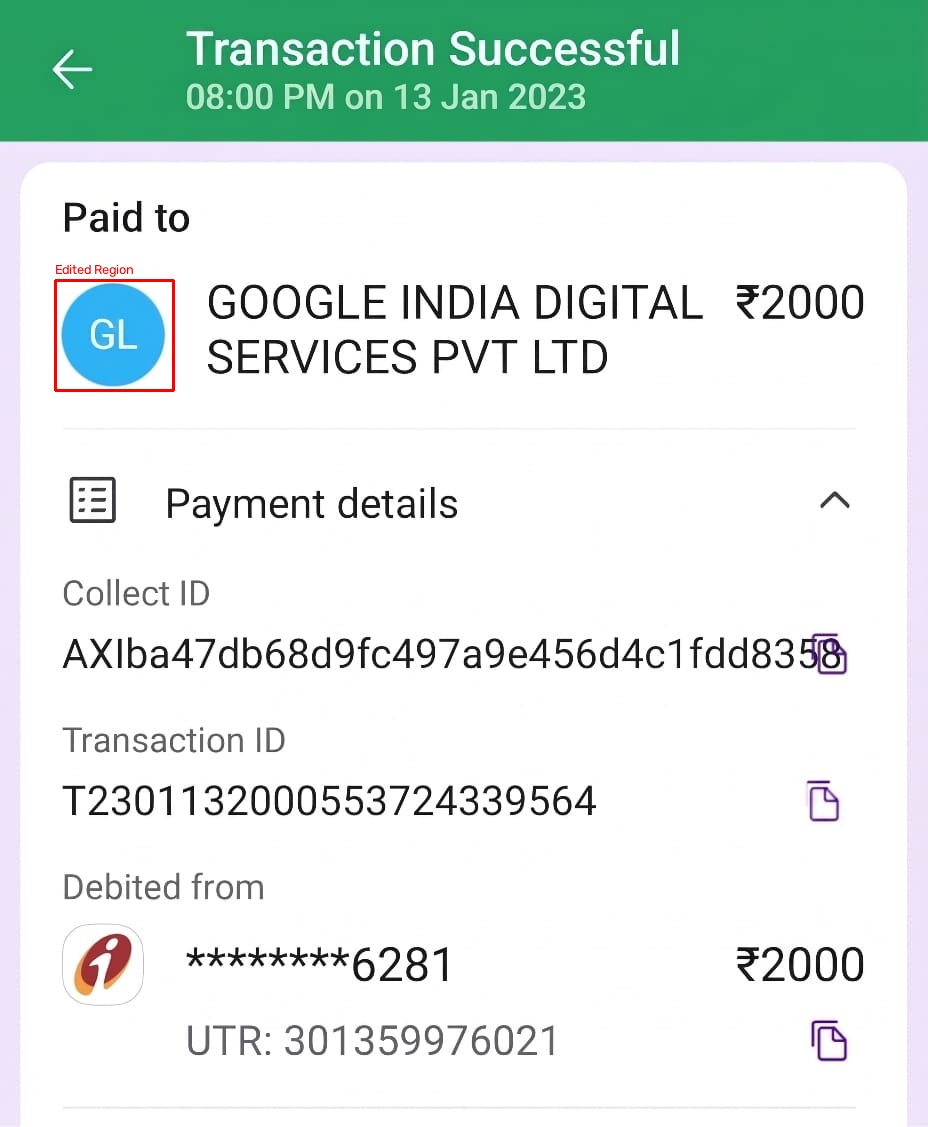 Transaction Successful
08:00 PM on 13 Jan 2023
Paid to
Edited Region
GL
GOOGLE INDIA DIGITAL ₹2000
SERVICES PVT LTD
Payment details
Collect ID
AXIba47db68d9fc497a9e456d4c1fdd8358
Transaction ID
T2301132000553724339564
Debited from
********6281 ₹2000
UTR: 301359976021